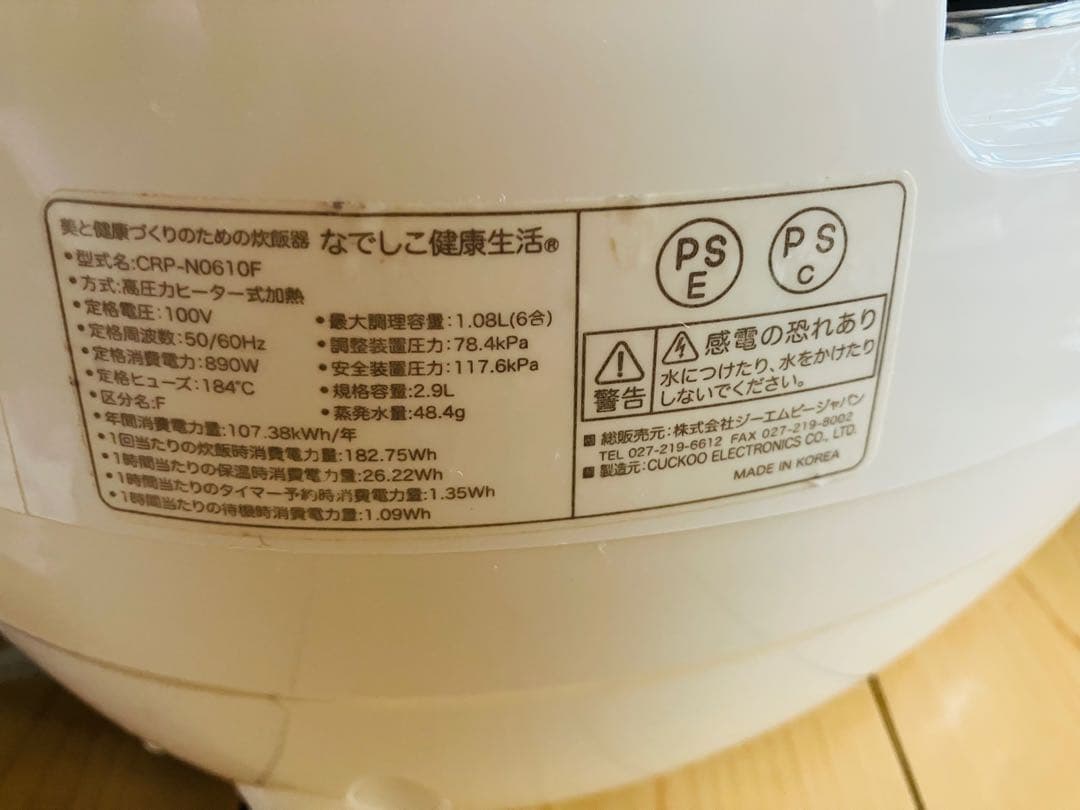 美と健康づくりのための炊飯器 なでしこ健康生活®
•型式名:CRP-N0610F
•方式:高圧力ヒーター式加熱
•定格電圧:100V
•定格周波数:50/60Hz
•定格消費電力:890W
•定格ヒューズ:184℃
•区分名:F
•年間消費電力量:107.38kWh/年
•1回当たりの炊飯時消費電力量:182.75Wh
•1時間当たりの保温時消費電力量:26.22Wh
•1時間当たりのタイマー予約時消費電力量:1.35Wh
•1時間当たりの待機時消費電力量:1.09Wh
•最大調理容量:1.08L(6合)
•調整装置圧力:78.4kPa
•安全装置圧力:117.6kPa
•規格容量:2.9L
•蒸発水量:48.4g
PS E
PS C
警告
感電の恐れあり
水につけたり、水をかけたり
しないでください。
■ 総販売元:株式会社ジーエムピージャパン
TEL 027-219-6612 FAX 027-219-8002
■ 製造元:CUCKOO ELECTRONICS CO., LTD.
MADE IN KOREA